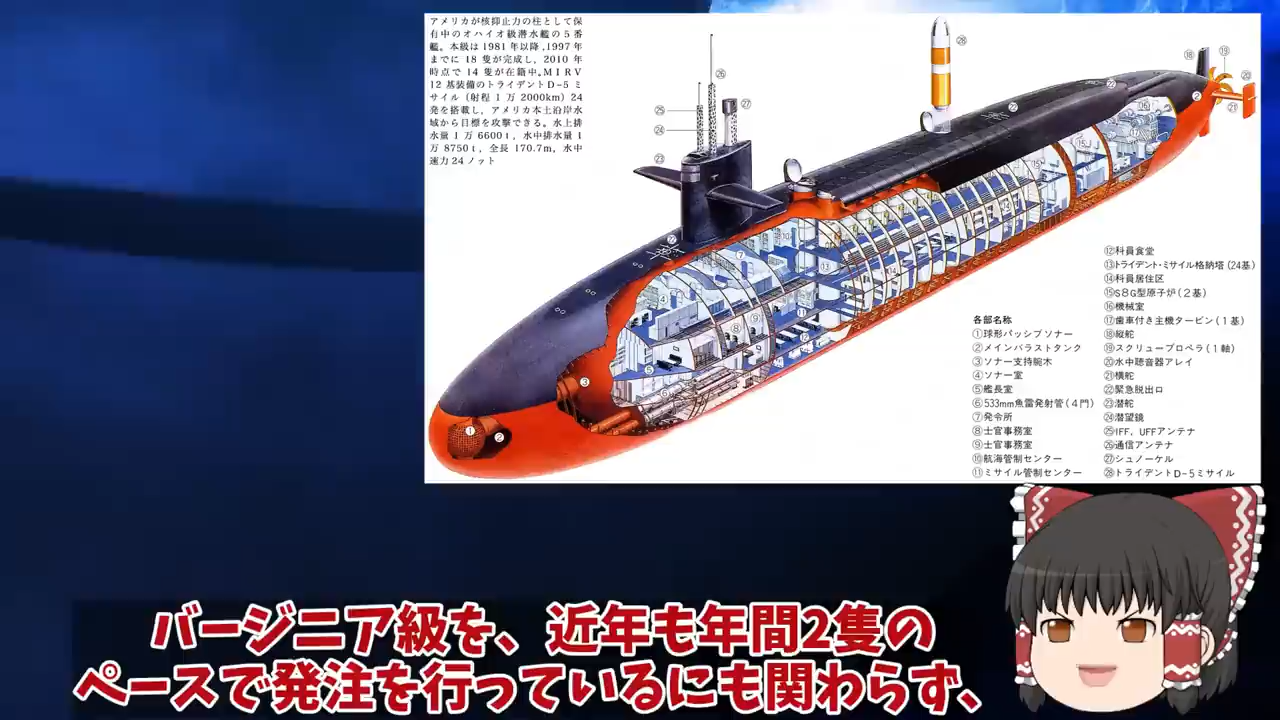 アメリカが核抑止力の柱として保
有中のオハイオ級潜水艦の5番
艦。本級は1981年以降,1997年
までに18隻が完成し,2010年
時点で14隻が在籍中。MIRV
12基装備のトライデントD-5ミ
サイル(射程1万2000km)24
発を搭載し,アメリカ本土沿岸水
域から目標を攻撃できる。水上排
水量1万6600t,水中排水量1
万8750t,全長170.7m,水中
速力24ノット
各部名称
①球形パッシブソナー
②メインバラストタンク
③ソナー支持腕木
④ソナー室
⑤艦長室
⑥533mm魚雷発射管(4門)
⑦発令所
⑧士官事務室
⑨士官事務室
⑩航海管制センター
⑪ミサイル管制センター
⑫科員食堂
⑬トライデント・ミサイル格納塔(24基)
⑭科員居住区
⑮S8G型原子炉(2基)
⑯機械室
⑰歯車付き主機タービン(1基)
⑱縦舵
⑲スクリュープロペラ(1軸)
⑳水中聴音器アレイ
㉑横舵
㉒緊急脱出口
㉓潜舵
㉔潜望鏡
㉕IFF,UFFアンテナ
㉖通信アンテナ
㉗シュノーケル
㉘トライデントD-5ミサイル
バージニア級を、近年も年間2隻の
ペースで発注を行っているにも関わらず、